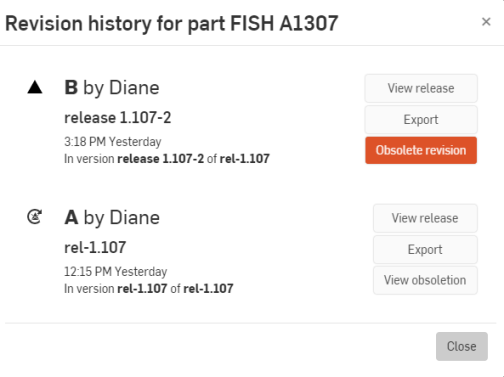 Revision history for part FISH A1307
×
B by Diane
View release
release 1.107-2
Export
3:18 PM Yesterday
Obsolete revision
In version release 1.107-2 of rel-1.107
A by Diane
View release
rel-1.107
Export
12:15 PM Yesterday
View obsoletion
In version rel-1.107 of rel-1.107
Close